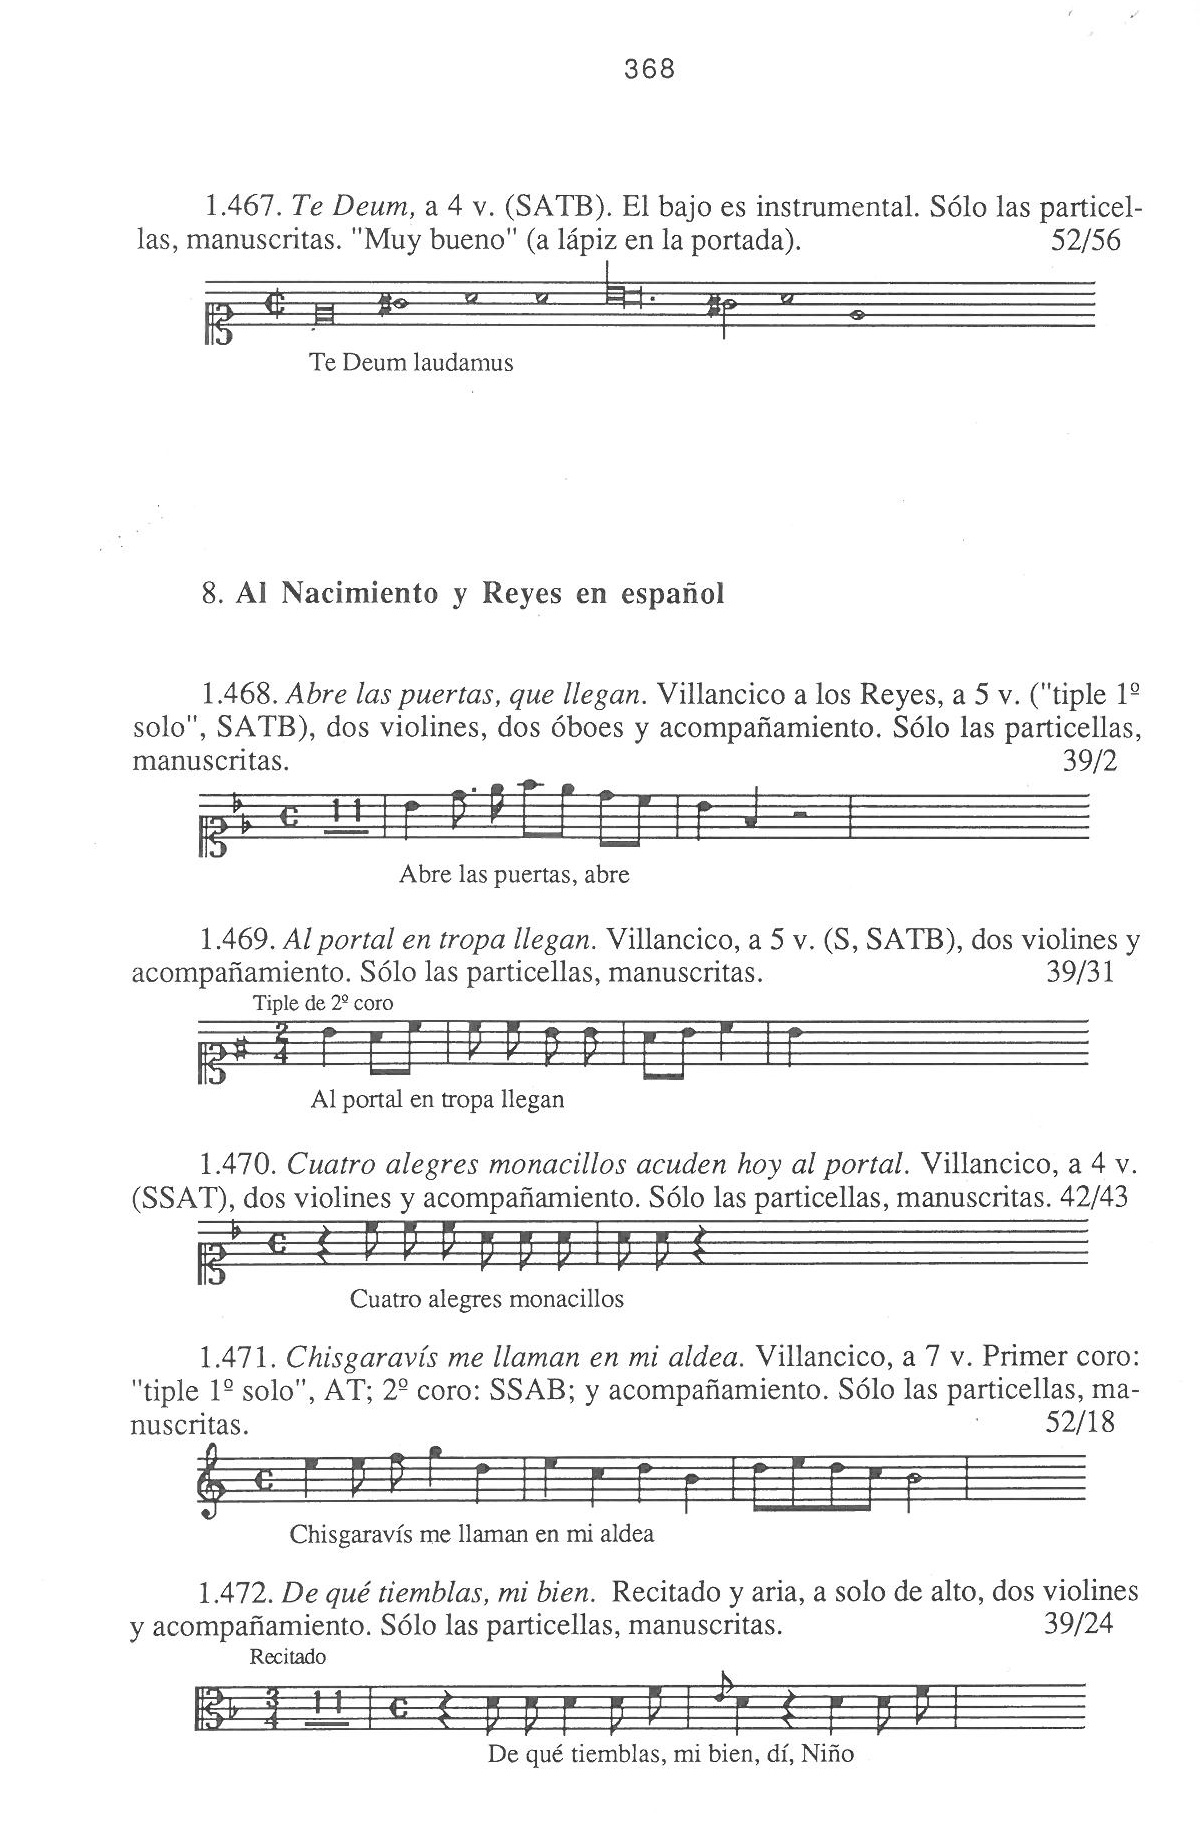 368
1.467. Te Deum, a 4 v. (SATB). El bajo es instrumental. Sólo las particel-
las, manuscritas. "Muy bueno" (a lápiz en la portada). 52/56
Te Deum laudamus
8. Al Nacimiento y Reyes en español
1.468. Abre las puertas, que llegan. Villancico a los Reyes, a 5 v. ("tiple 1º
solo", SATB), dos violines, dos óboes y acompañamiento. Sólo las particellas,
manuscritas. 39/2
11
Abre las puertas, abre
1.469. Al portal en tropa llegan. Villancico, a 5 v. (S, SATB), dos violines y
acompañamiento. Sólo las particellas, manuscritas. 39/31
Tiple de 2º coro
2
4
Al portal en tropa llegan
1.470. Cuatro alegres monacillos acuden hoy al portal. Villancico, a 4 v.
(SSAT), dos violines y acompañamiento. Sólo las particellas, manuscritas. 42/43
Cuatro alegres monacillos
1.471. Chisgaravís me llaman en mi aldea. Villancico, a 7 v. Primer coro:
"tiple 1º solo", AT; 2º coro: SSAB; y acompañamiento. Sólo las particellas, ma-
nuscritas. 52/18
Chisgaravís me llaman en mi aldea
1.472. De qué tiemblas, mi bien. Recitado y aria, a solo de alto, dos violines
y acompañamiento. Sólo las particellas, manuscritas. 39/24
Recitado
3
4
11
De qué tiemblas, mi bien, dí, Niño